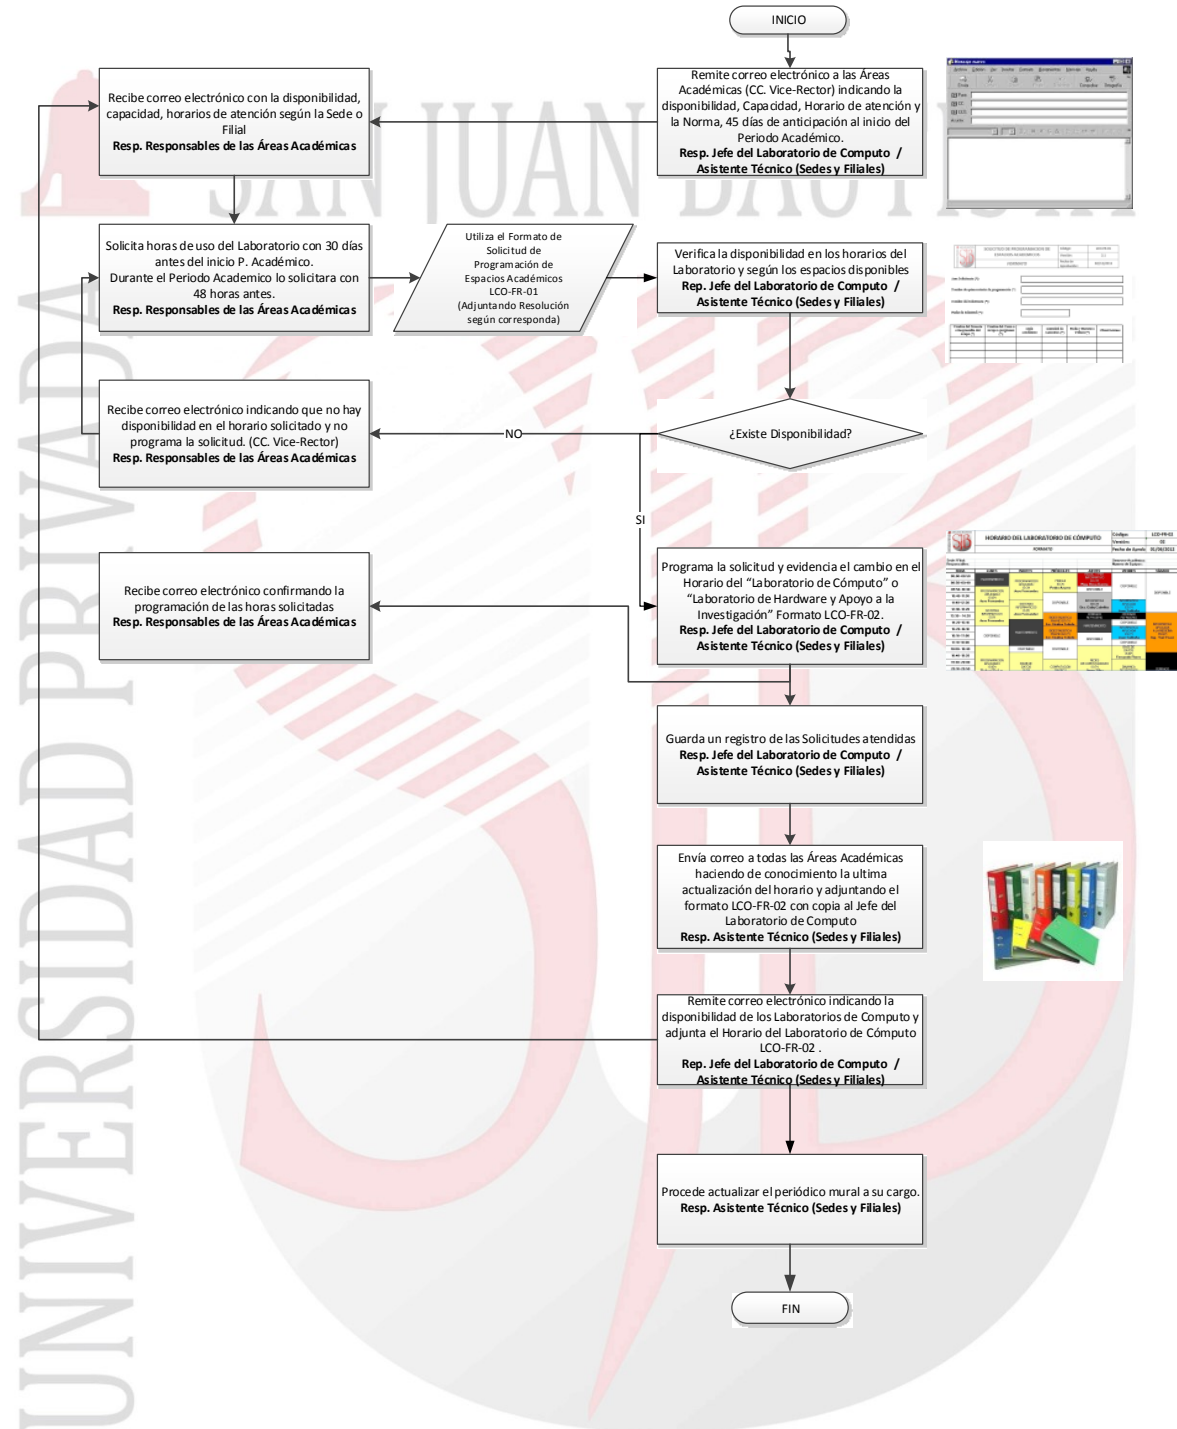 INICIO
Remite correo electrónico a las Áreas
Académicas (CC. Vice-Rector) indicando la
disponibilidad, Capacidad, Horario de atención y
la Norma, 45 días de anticipación al inicio del
Periodo Académico.
Resp. Jefe del Laboratorio de Computo /
Asistente Técnico (Sedes y Filiales)
Recibe correo electrónico con la disponibilidad,
capacidad, horarios de atención según la Sede o
Filial
Resp. Responsables de las Áreas Académicas
SAN JUAN BAUTISTA
Solicita horas de uso del Laboratorio con 30 días
antes del inicio P. Académico.
Durante el Periodo Academico lo solicitara con
48 horas antes.
Resp. Responsables de las Áreas Académicas
Utiliza el Formato de
Solicitud de
Programación de
Espacios Académicos
LCO-FR-01
(Adjuntando Resolución
según corresponda)
Verifica la disponibilidad en los horarios del
Laboratorio y según los espacios disponibles
Rep. Jefe del Laboratorio de Computo /
Asistente Técnico (Sedes y Filiales)
Recibe correo electrónico indicando que no hay
disponibilidad en el horario solicitado y no
programa la solicitud. (CC. Vice-Rector)
Resp. Responsables de las Áreas Académicas
NO
¿Existe Disponibilidad?
SI
HORARIO DEL LABORATORIO DE CÓMPUTO
FORMATO
Programa la solicitud y evidencia el cambio en el
Horario del “Laboratorio de Cómputo” o
“Laboratorio de Hardware y Apoyo a la
Investigación” Formato LCO-FR-02.
Resp. Jefe del Laboratorio de Computo /
Asistente Técnico (Sedes y Filiales)
Recibe correo electrónico confirmando la
programación de las horas solicitadas
Resp. Responsables de las Áreas Académicas
Guarda un registro de las Solicitudes atendidas
Resp. Jefe del Laboratorio de Computo /
Asistente Técnico (Sedes y Filiales)
Envía correo a todas las Áreas Académicas
haciendo de conocimiento la ultima
actualización del horario y adjuntando el
formato LCO-FR-02 con copia al Jefe del
Laboratorio de Computo
Resp. Asistente Técnico (Sedes y Filiales)
Remite correo electrónico indicando la
disponibilidad de los Laboratorios de Computo y
adjunta el Horario del Laboratorio de Cómputo
LCO-FR-02 .
Rep. Jefe del Laboratorio de Computo /
Asistente Técnico (Sedes y Filiales)
Procede actualizar el periódico mural a su cargo.
Resp. Asistente Técnico (Sedes y Filiales)
FIN
UNIVERSIDAD PRIVADA